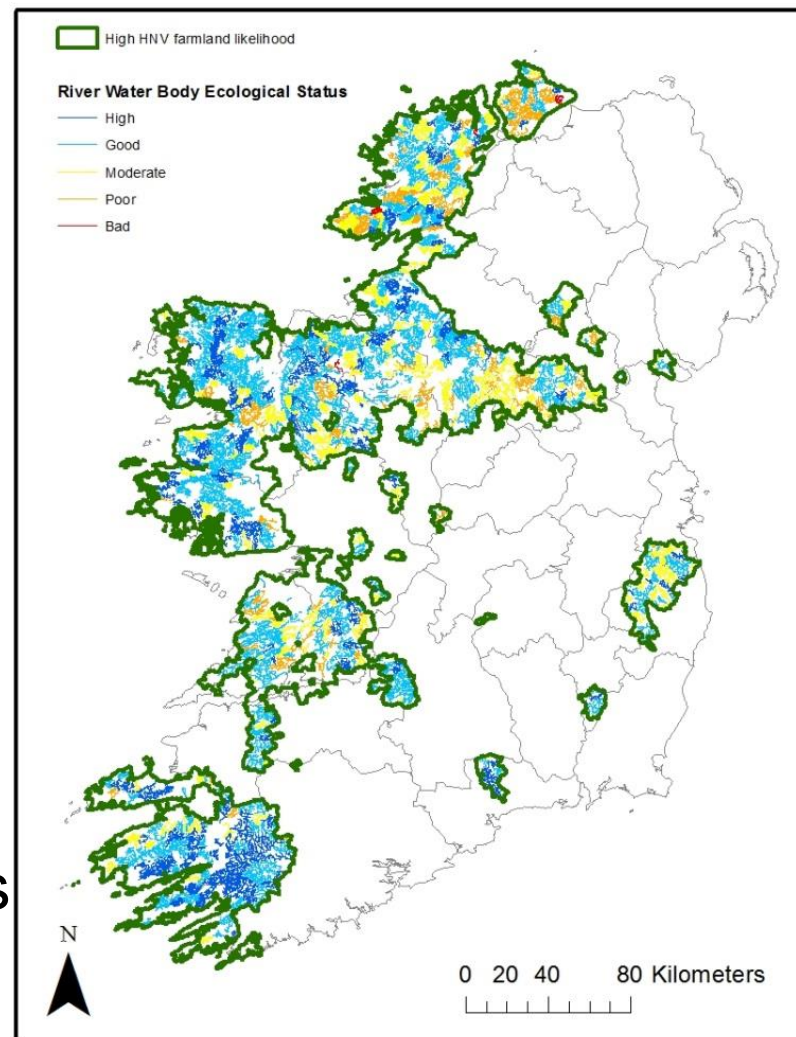 High HNV farmland likelihood
River Water Body Ecological Status
High
Good
Moderate
Poor
Bad
s
N
0 20 40 80 Kilometers